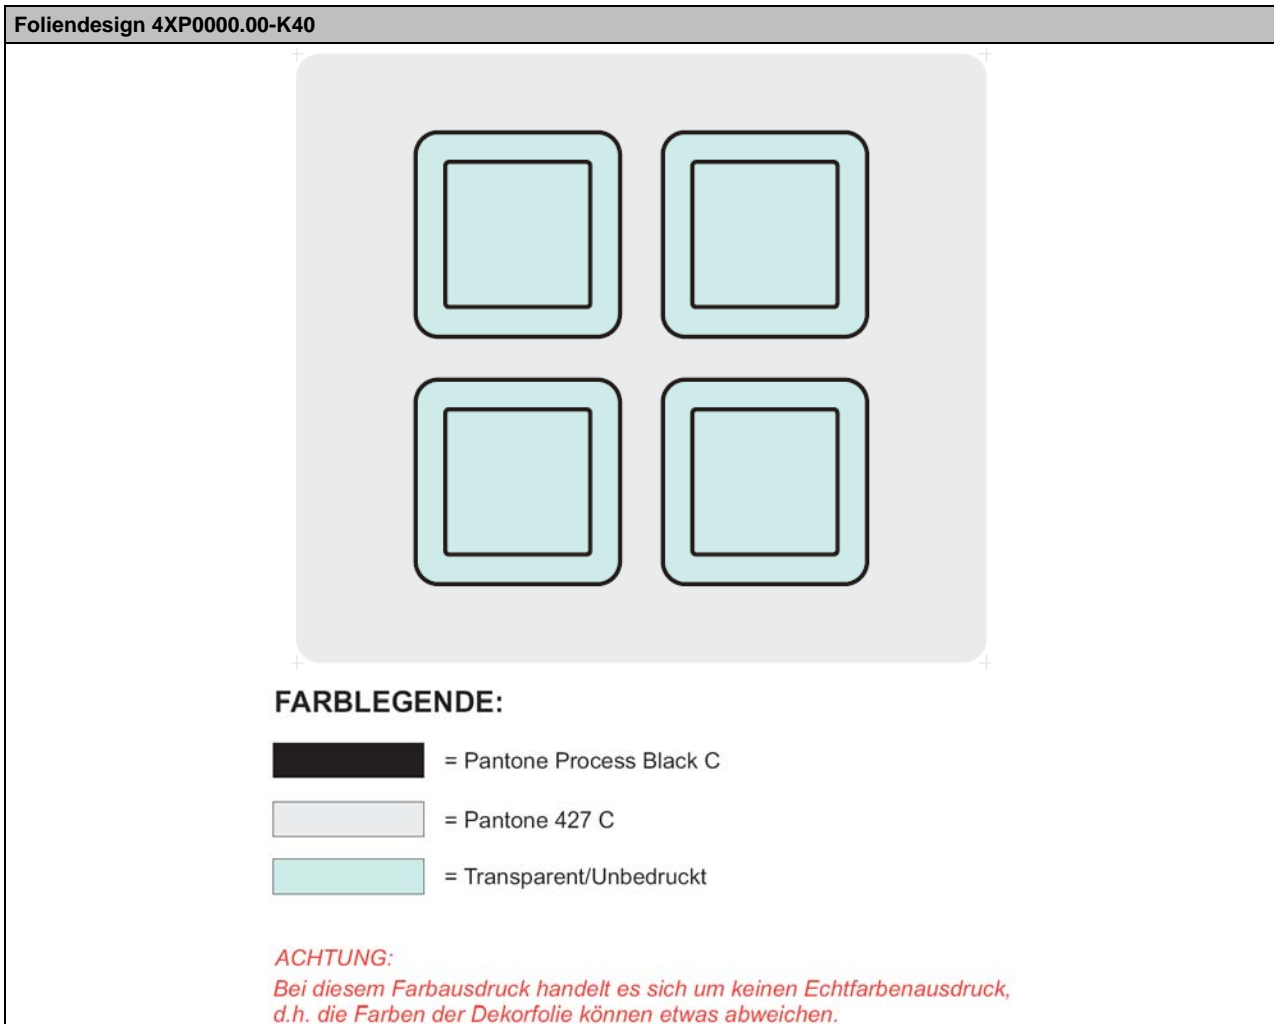 Foliendesign 4XP0000.00-K40
FARBLEGENDE:
= Pantone Process Black C
= Pantone 427 C
= Transparent/Unbedruckt
ACHTUNG:
Bei diesem Farbausdruck handelt es sich um keinen Echtfarbenausdruck,
d.h. die Farben der Dekorfolie können etwas abweichen.